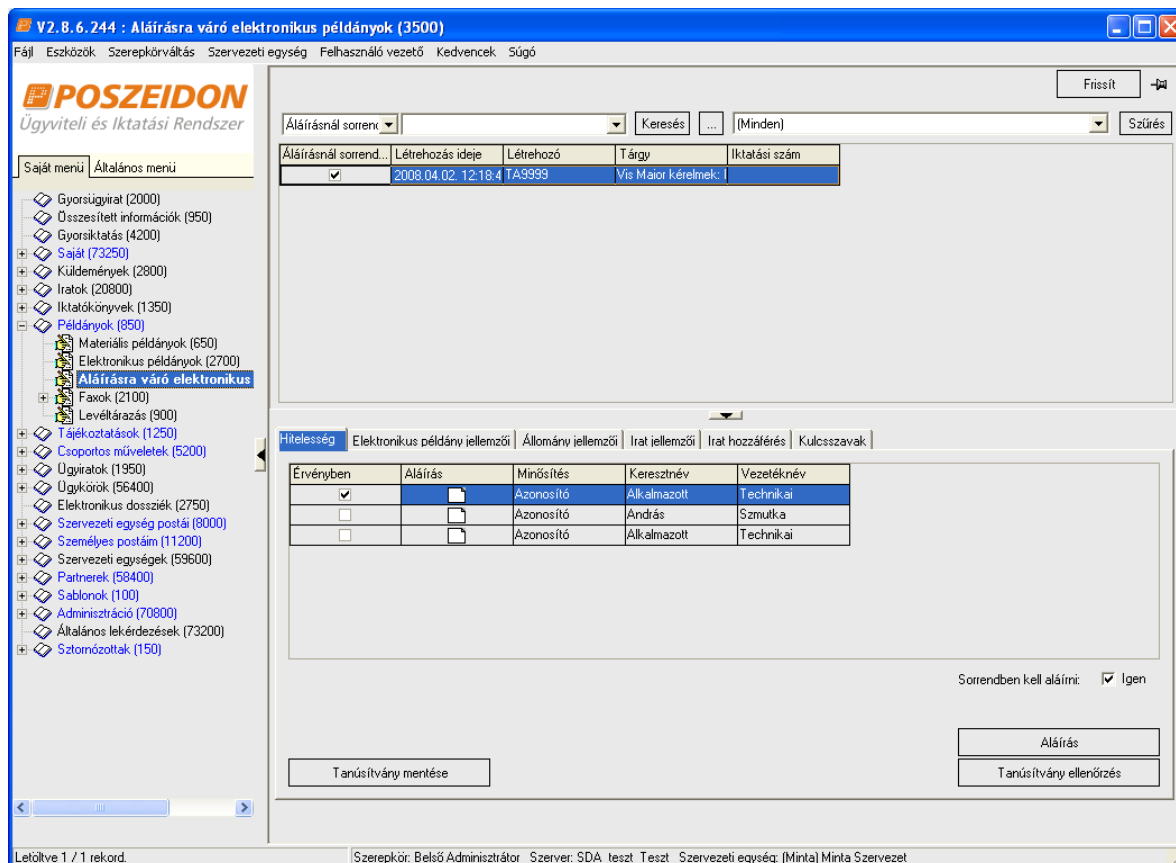 V2.8.6.244 : Aláírásra váró elektronikus példányok (3500)
Fájl Eszközök Szerepkörváltás Szervezeti egység Felhasználó vezető Kedvencek Súgó
POSZEIDON
Ügyviteli és Iktatási Rendszer
Saját menü Általános menü
Gyorsügyirat (2000)
Összesített információk (950)
Gyorsiktatás (4200)
Saját (73250)
Küldemények (2800)
Iratok (20800)
Iktatókönyvek (1350)
Példányok (850)
Materiális példányok (650)
Elektronikus példányok (2700)
Aláírásra váró elektronikus
Faxok (2100)
Levéltárazás (900)
Tájékoztatások (1250)
Csoportos műveletek (5200)
Ügyiratok (1950)
Ügykörök (56400)
Elektronikus dossziék (2750)
Szervezeti egység postái (8000)
Személyes postáim (11200)
Szervezeti egységek (59600)
Partnerek (58400)
Sablonok (100)
Adminisztráció (70800)
Általános lekérdezések (73200)
Sztornózottak (150)
Frissít
Aláírásnál sorrend Keresés ... (Minden) Szűrés
Aláírásnál sorrend... Létrehozás ideje Létrehozó Tárgy Iktatási szám
2008.04.02. 12:18:4 TA9999 Vis Maior kérelmek:
Hitelesség Elektronikus példány jellemzői Állomány jellemzői Irat jellemzői Irat hozzáférés Kulcsszavak
Érvényben Aláírás Minősítés Keresztnév Vezetéknév
Azonosító Alkalmazott Technikai
Azonosító András Szmutka
Azonosító Alkalmazott Technikai
Sorrendben kell aláírni: Igen
Aláírás
Tanúsítvány mentése Tanúsítvány ellenőrzés
Letöltve 1 / 1 rekord. Szerepkör: Belső Adminisztrátor Szerver: SDA_teszt_Teszt Szervezeti egység: (Minta) Minta Szervezet